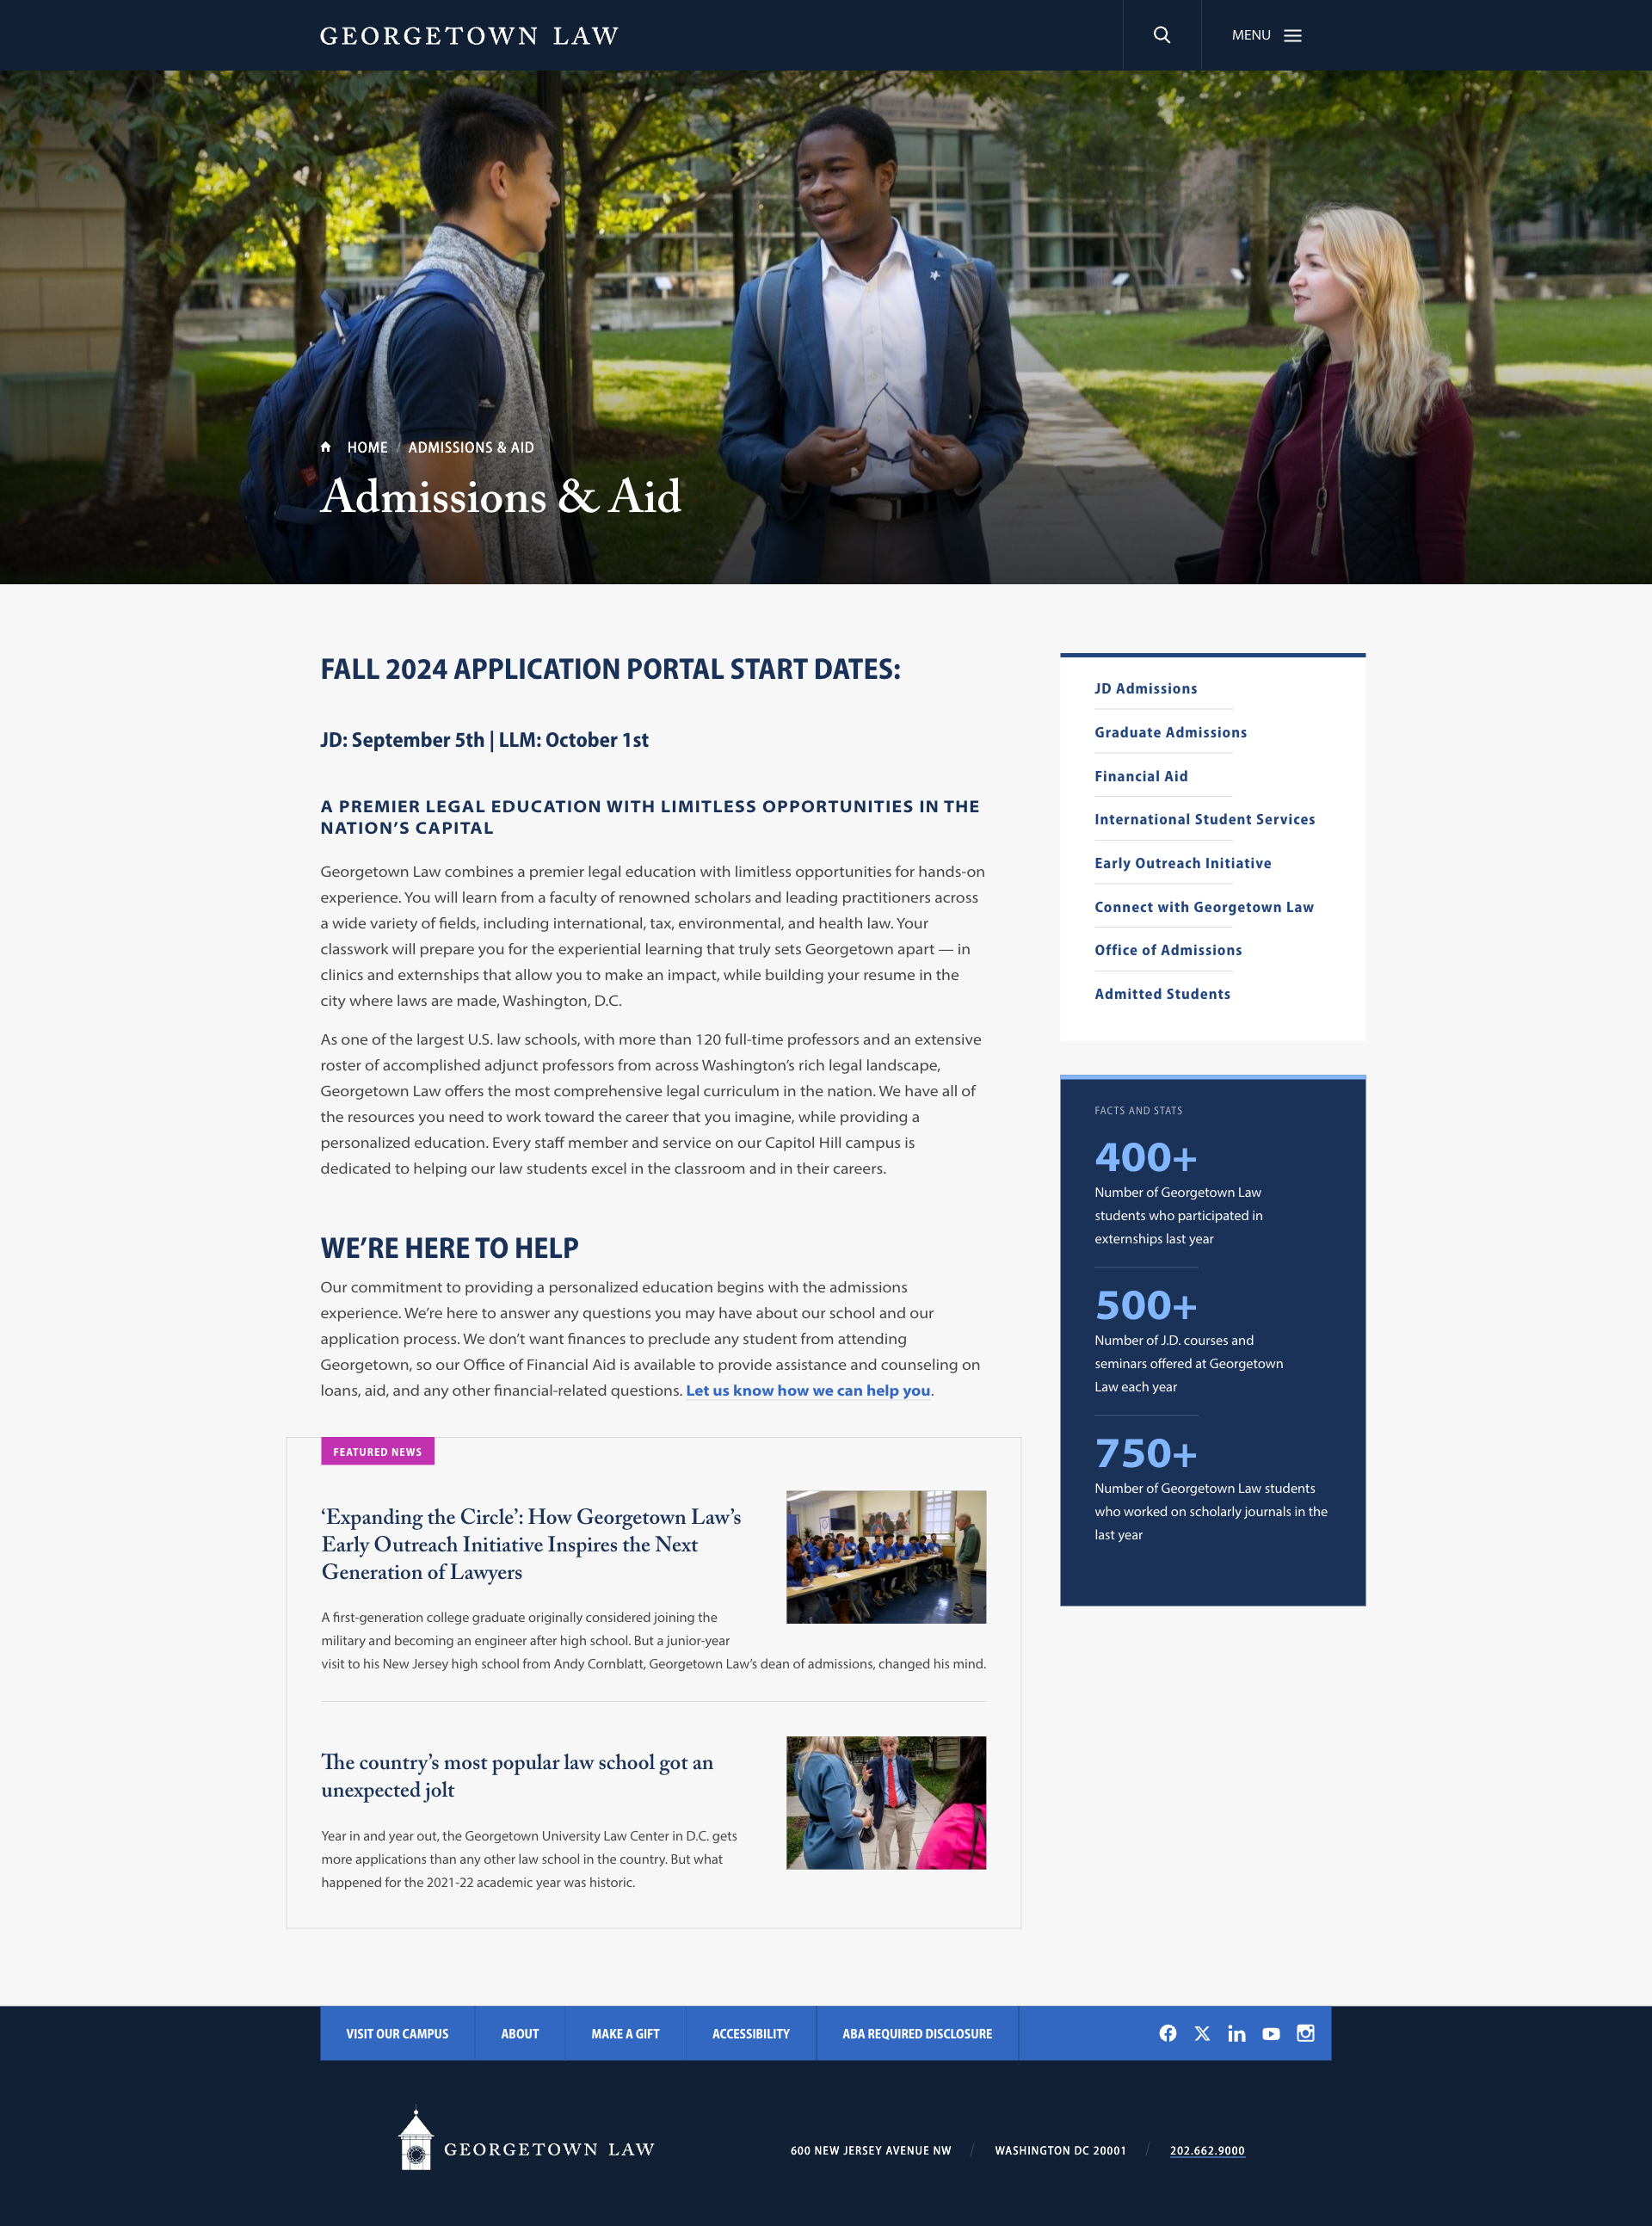 GEORGETOWN LAW
MENU
HOME / ADMISSIONS & AID
Admissions & Aid
FALL 2024 APPLICATION PORTAL START DATES:
JD: September 5th | LLM: October 1st
A PREMIER LEGAL EDUCATION WITH LIMITLESS OPPORTUNITIES IN THE
NATION’S CAPITAL
Georgetown Law combines a premier legal education with limitless opportunities for hands-on
experience. You will learn from a faculty of renowned scholars and leading practitioners across
a wide variety of fields, including international, tax, environmental, and health law. Your
classwork will prepare you for the experiential learning that truly sets Georgetown apart — in
clinics and externships that allow you to make an impact, while building your resume in the
city where laws are made, Washington, D.C.
As one of the largest U.S. law schools, with more than 120 full-time professors and an extensive
roster of accomplished adjunct professors from across Washington’s rich legal landscape,
Georgetown Law offers the most comprehensive legal curriculum in the nation. We have all of
the resources you need to work toward the career that you imagine, while providing a
personalized education. Every staff member and service on our Capitol Hill campus is
dedicated to helping our law students excel in the classroom and in their careers.
WE’RE HERE TO HELP
Our commitment to providing a personalized education begins with the admissions
experience. We’re here to answer any questions you may have about our school and our
application process. We don’t want finances to preclude any student from attending
Georgetown, so our Office of Financial Aid is available to provide assistance and counseling on
loans, aid, and any other financial-related questions. Let us know how we can help you.
FEATURED NEWS
‘Expanding the Circle’: How Georgetown Law’s
Early Outreach Initiative Inspires the Next
Generation of Lawyers
A first-generation college graduate originally considered joining the
military and becoming an engineer after high school. But a junior-year
visit to his New Jersey high school from Andy Cornblatt, Georgetown Law’s dean of admissions, changed his mind.
The country’s most popular law school got an
unexpected jolt
Year in and year out, the Georgetown University Law Center in D.C. gets
more applications than any other law school in the country. But what
happened for the 2021-22 academic year was historic.
JD Admissions
Graduate Admissions
Financial Aid
International Student Services
Early Outreach Initiative
Connect with Georgetown Law
Office of Admissions
Admitted Students
FACTS AND STATS
400+
Number of Georgetown Law
students who participated in
externships last year
500+
Number of J.D. courses and
seminars offered at Georgetown
Law each year
750+
Number of Georgetown Law students
who worked on scholarly journals in the
last year
VISIT OUR CAMPUS
ABOUT
MAKE A GIFT
ACCESSIBILITY
ABA REQUIRED DISCLOSURE
GEORGETOWN LAW
600 NEW JERSEY AVENUE NW / WASHINGTON DC 20001 / 202.662.9000